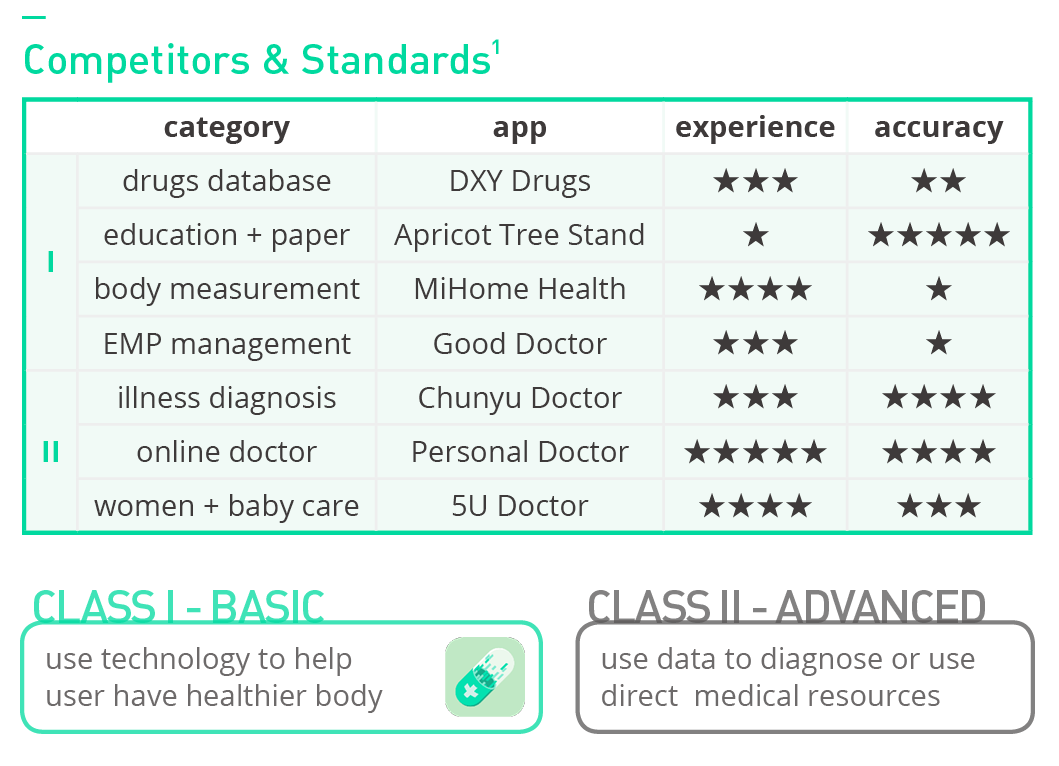 Competitors & Standards¹
category app experience accuracy
I
drugs database DXY Drugs ★★★ ★★
education + paper Apricot Tree Stand ★ ★★★★★
body measurement MiHome Health ★★★★ ★
EMP management Good Doctor ★★★ ★
II
illness diagnosis Chunyu Doctor ★★★ ★★★★
online doctor Personal Doctor ★★★★★ ★★★★
women + baby care 5U Doctor ★★★★ ★★★
CLASS I - BASIC
use technology to help
user have healthier body
CLASS II - ADVANCED
use data to diagnose or use
direct  medical resources